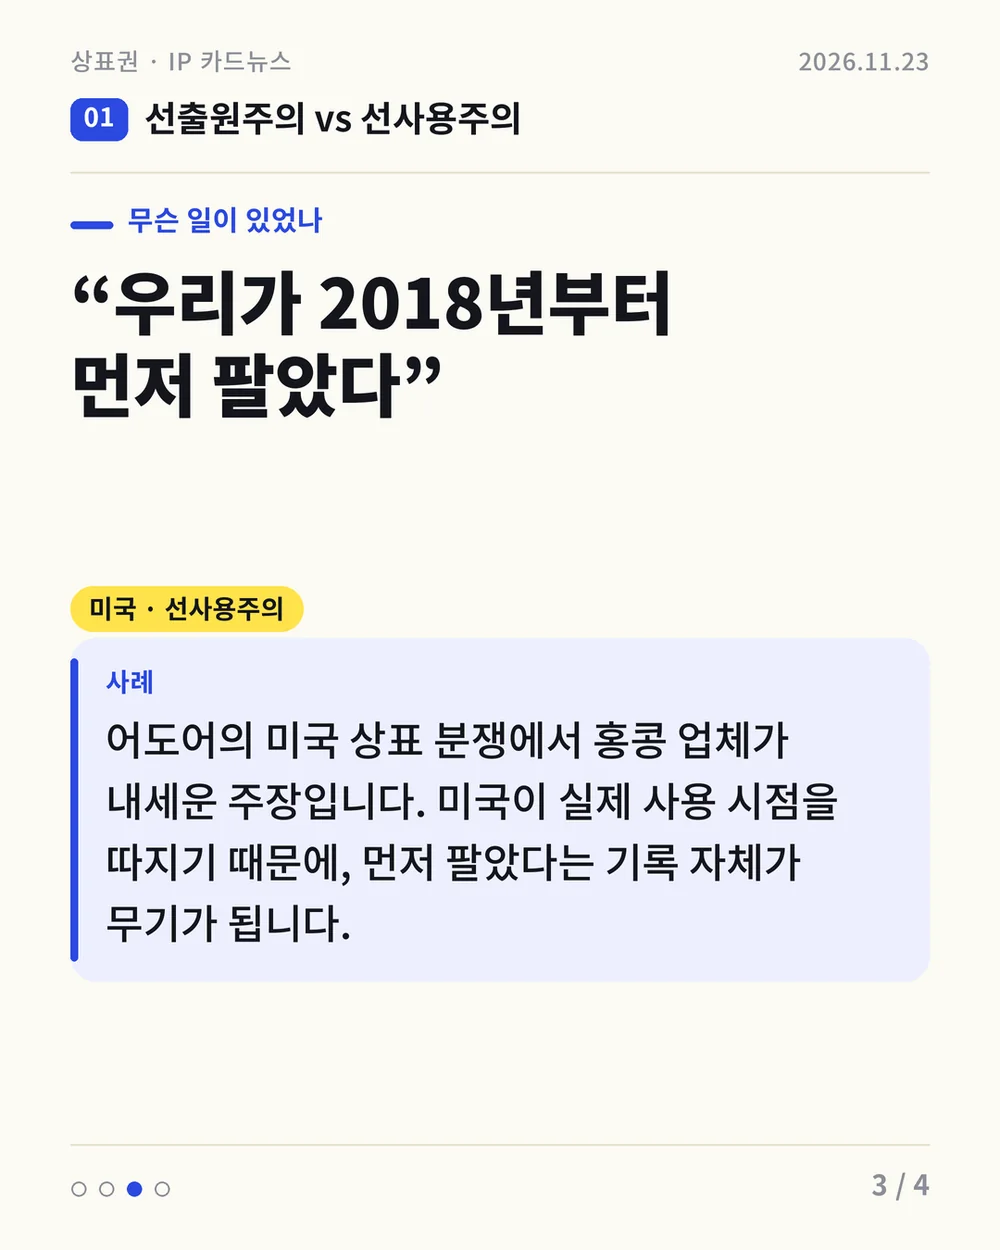 상표권 · IP 카드뉴스
2026.11.23
01 선출원주의 vs 선사용주의
무슨 일이 있었나
“우리가 2018년부터
먼저 팔았다”
미국 · 선사용주의
사례
어도어의 미국 상표 분쟁에서 홍콩 업체가
내세운 주장입니다. 미국이 실제 사용 시점을
따지기 때문에, 먼저 팔았다는 기록 자체가
무기가 됩니다.
3 / 4